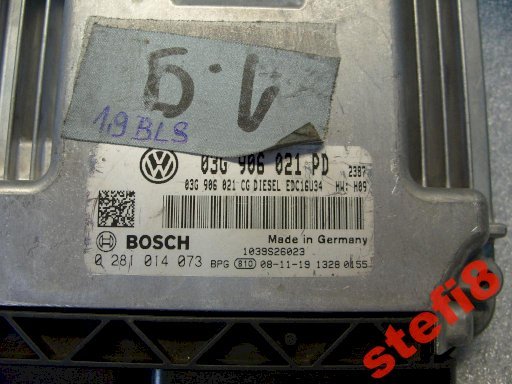 1.9
1,9 BLS
03G 906 021 PD
2387
03G 906 021 CG DIESEL EDC16U34 HW: H09
Made in Germany
BOSCH
1039S26023
0 281 014 073 BPG 810 08-11-19 1328 0155
stefi8